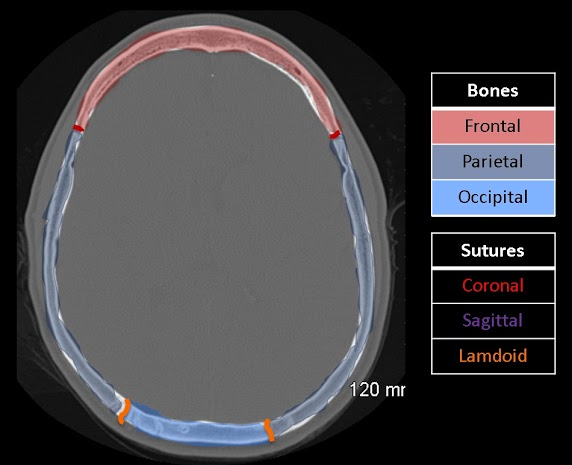 Bones
Frontal
Parietal
Occipital
Sutures
Coronal
Sagittal
Lamdoid
120 mr